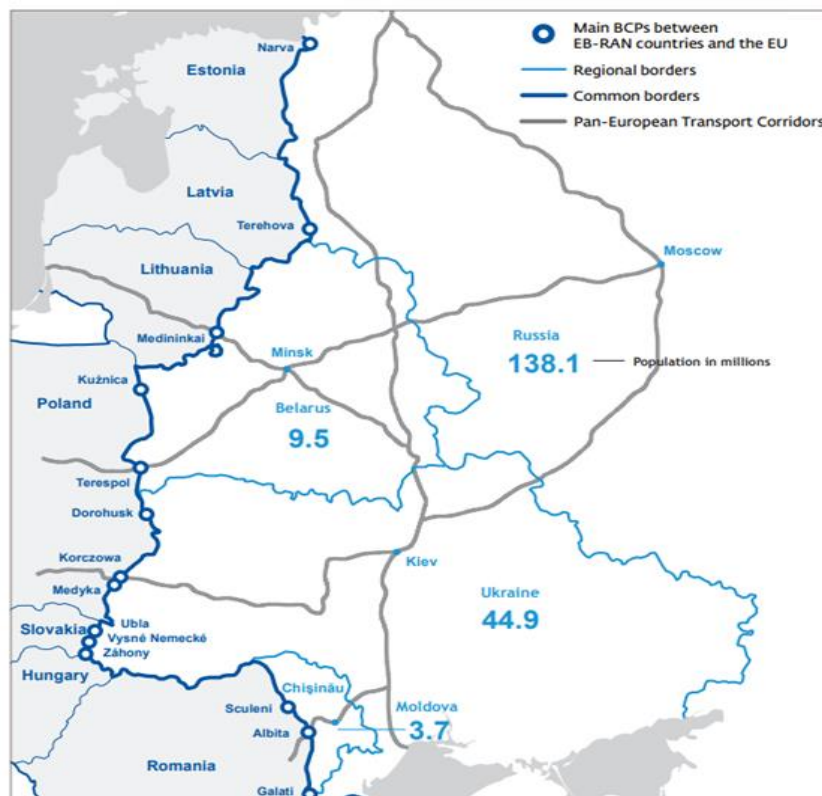 Main BCPs between
EB-RAN countries and the EU
Regional borders
Common borders
Pan-European Transport Corridors
Narva
Estonia
Latvia
Terehova
Lithuania
Moscow
Medininkai
Minsk
Russia
138.1
Population in millions
Kuźnica
Poland
Belarus
9.5
Terespol
Dorohusk
Korczowa
Kiev
Medyka
Ukraine
44.9
Ubla
Slovakia
Vysné Nemecké
Záhony
Hungary
Chişinău
Sculeni
Moldova
3.7
Albita
Romania
Galati